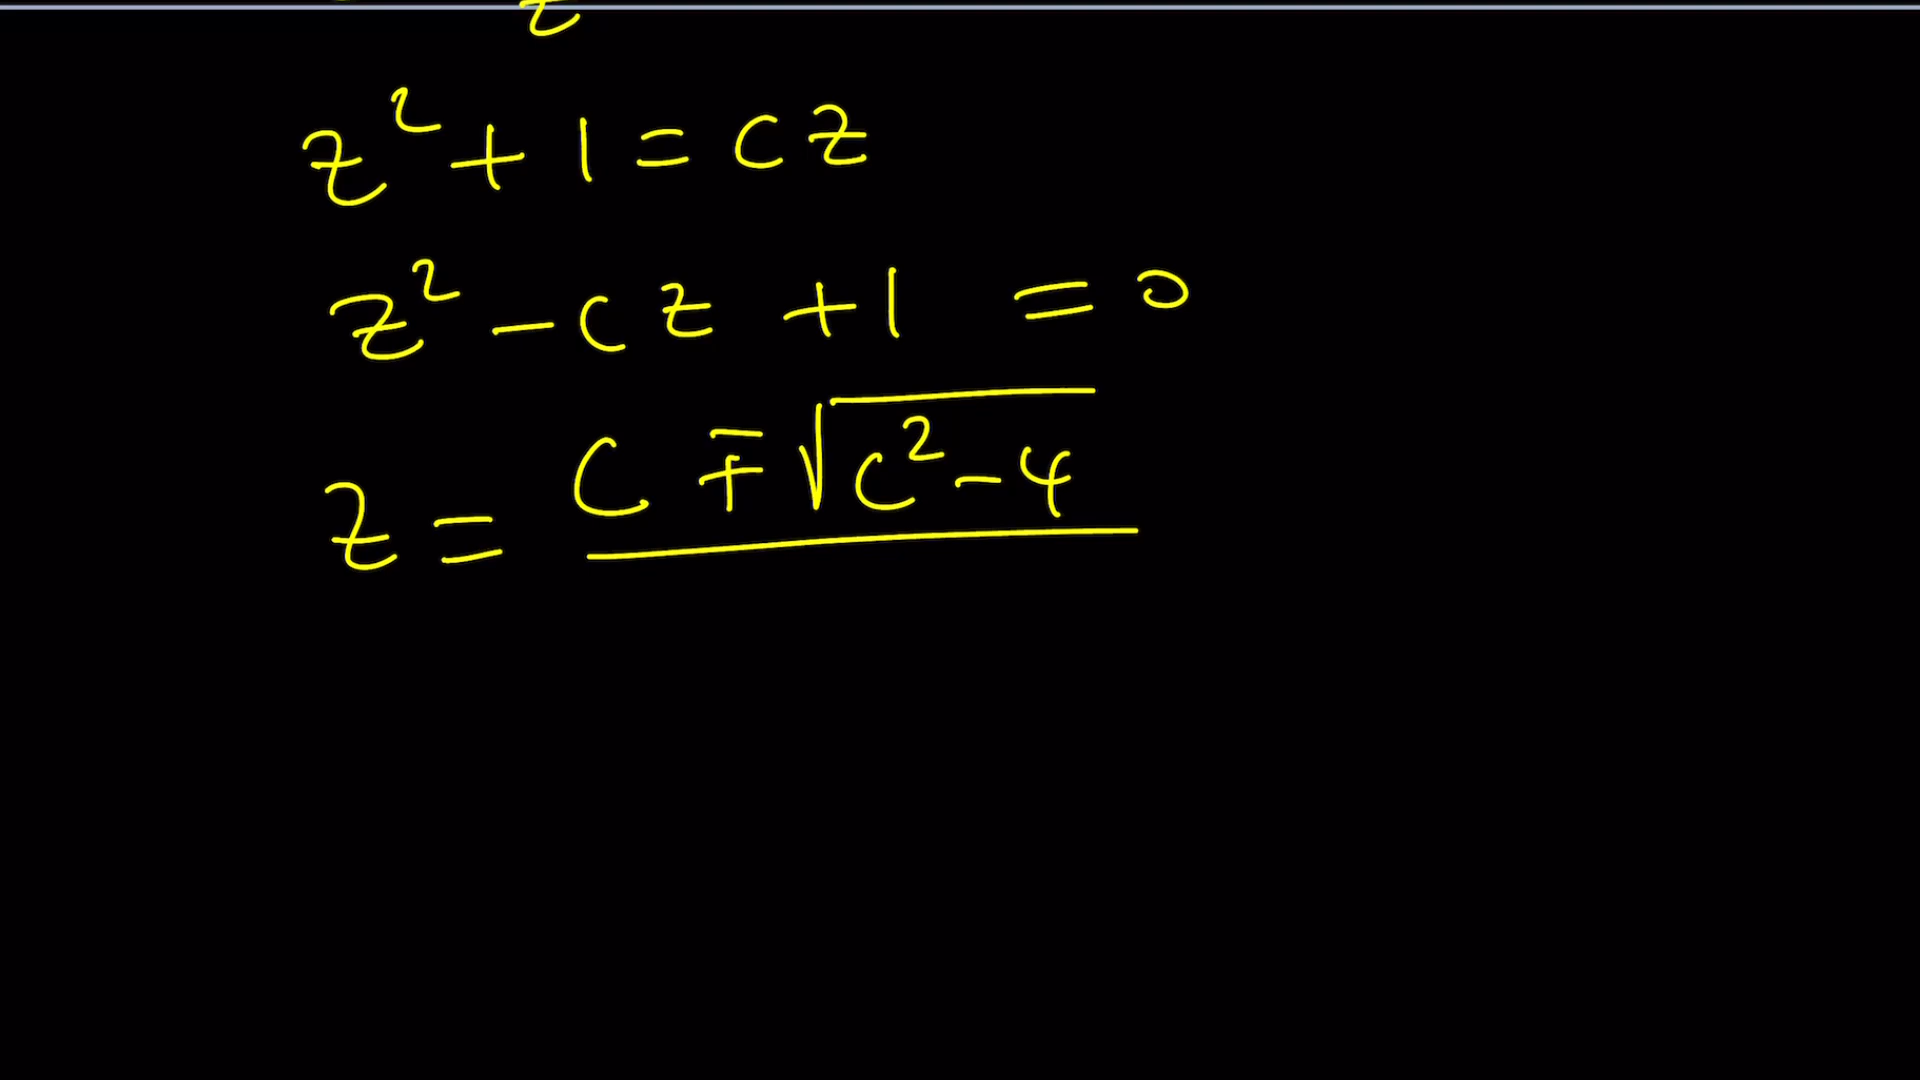 z
z² + 1 = cz
z² - cz + 1 = 0
z = c ∓ √(c² - 4)